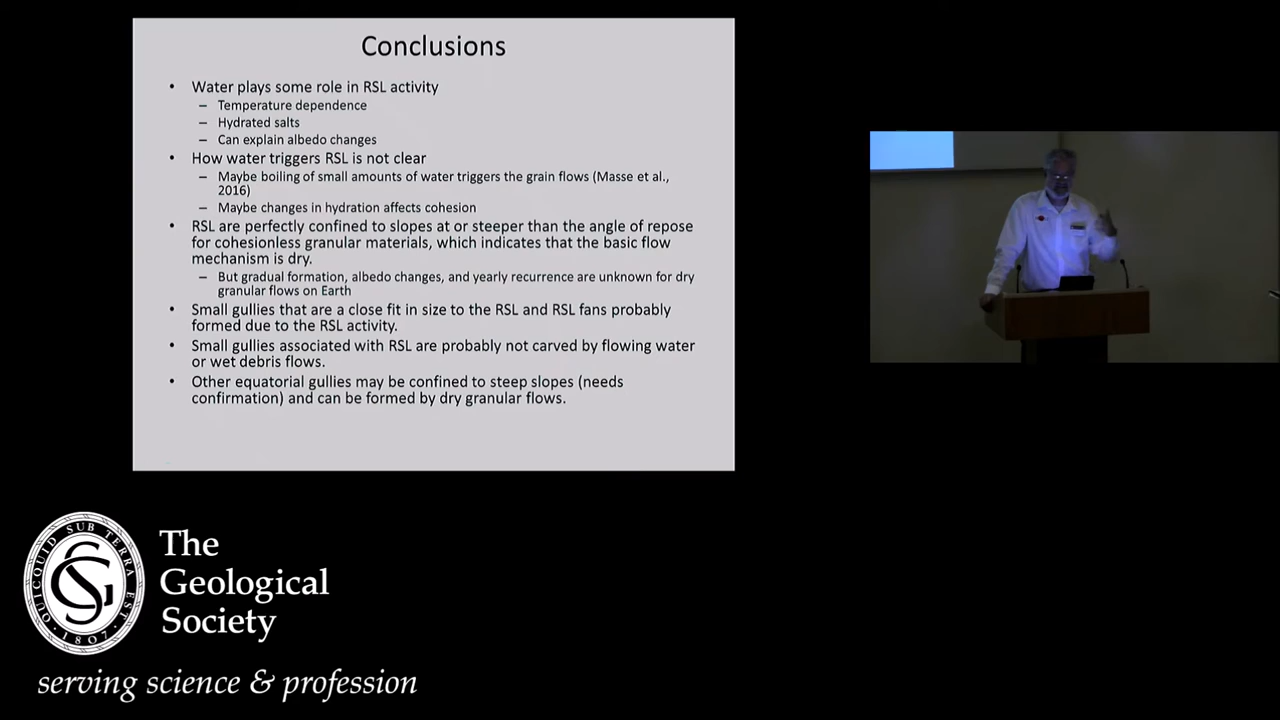 Conclusions
• Water plays some role in RSL activity
– Temperature dependence
– Hydrated salts
– Can explain albedo changes
• How water triggers RSL is not clear
– Maybe boiling of small amounts of water triggers the grain flows (Masse et al.,
2016)
– Maybe changes in hydration affects cohesion
• RSL are perfectly confined to slopes at or steeper than the angle of repose
for cohesionless granular materials, which indicates that the basic flow
mechanism is dry.
– But gradual formation, albedo changes, and yearly recurrence are unknown for dry
granular flows on Earth
• Small gullies that are a close fit in size to the RSL and RSL fans probably
formed due to the RSL activity.
• Small gullies associated with RSL are probably not carved by flowing water
or wet debris flows.
• Other equatorial gullies may be confined to steep slopes (needs
confirmation) and can be formed by dry granular flows.
QUICQUID SUB TERRA EST
GS
·1807·
The
Geological
Society
serving science & profession